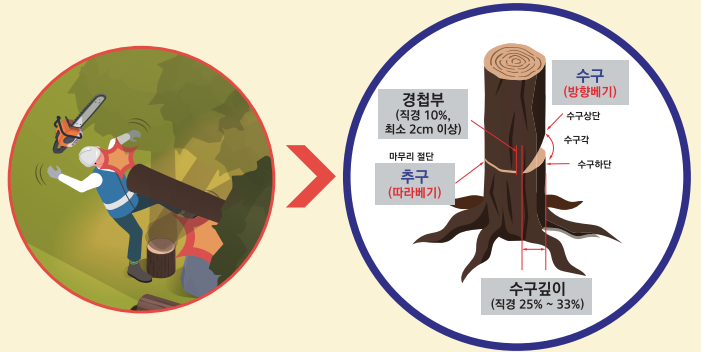 수구
(방향베기)
경첩부
(직경 10%,
최소 2cm 이상)
수구상단
수구각
마무리 절단
수구하단
추구
(따라베기)
수구깊이
(직경 25% ~ 33%)